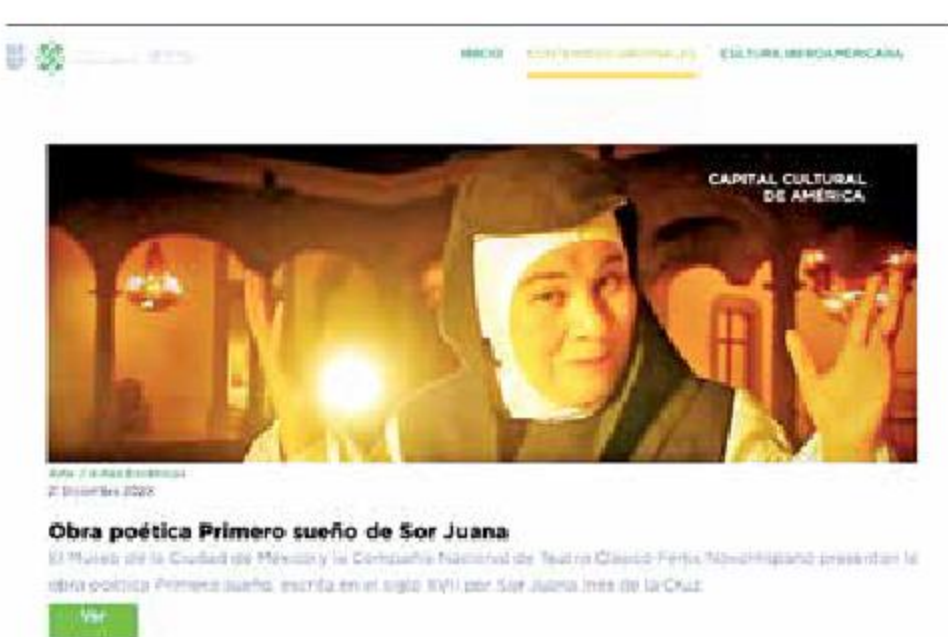 INICIO
CULTURA IBEROAMERICANA
CAPITAL CULTURAL
DE AMÉRICA
Obra poética Primero sueño de Sor Juana
El Museo de la Ciudad de México y la Compañía Nacional de Teatro Clásico Fénix Novohispano presentan la
obra poética Primero sueño, escrita en el siglo XVII por Sor Juana Inés de la Cruz.
Ver